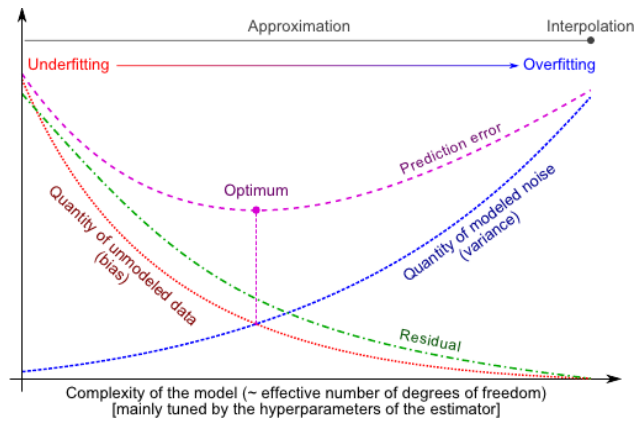 Approximation
Interpolation
Underfitting
Overfitting
Prediction error
Optimum
Quantity of unmodeled data
(bias)
Quantity of modeled noise
(variance)
Residual
Complexity of the model (~ effective number of degrees of freedom)
[mainly tuned by the hyperparameters of the estimator]